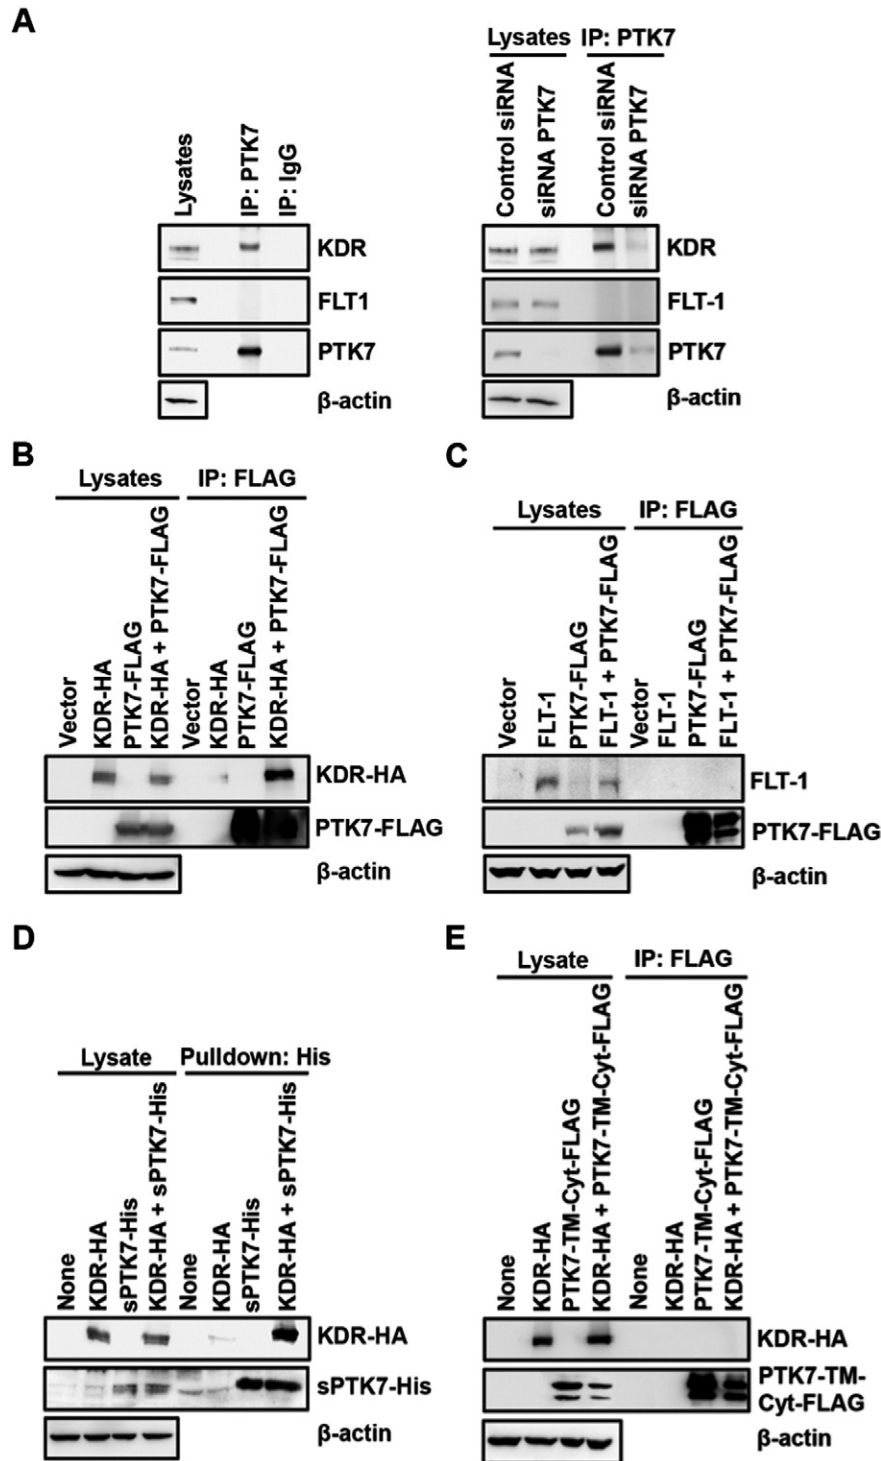 A
Lysates
IP: PTK7
IP: IgG
KDR
FLT1
PTK7
β-actin
Lysates IP: PTK7
Control siRNA
siRNA PTK7
Control siRNA
siRNA PTK7
KDR
FLT-1
PTK7
β-actin
B
Lysates IP: FLAG
Vector
KDR-HA
PTK7-FLAG
KDR-HA + PTK7-FLAG
Vector
KDR-HA
PTK7-FLAG
KDR-HA + PTK7-FLAG
KDR-HA
PTK7-FLAG
β-actin
C
Lysates IP: FLAG
Vector
FLT-1
PTK7-FLAG
FLT-1 + PTK7-FLAG
Vector
FLT-1
PTK7-FLAG
FLT-1 + PTK7-FLAG
FLT-1
PTK7-FLAG
β-actin
D
Lysate Pulldown: His
None
KDR-HA
sPTK7-His
KDR-HA + sPTK7-His
None
KDR-HA
sPTK7-His
KDR-HA + sPTK7-His
KDR-HA
sPTK7-His
β-actin
E
Lysate IP: FLAG
None
KDR-HA
PTK7-TM-Cyt-FLAG
KDR-HA + PTK7-TM-Cyt-FLAG
None
KDR-HA
PTK7-TM-Cyt-FLAG
KDR-HA + PTK7-TM-Cyt-FLAG
KDR-HA
PTK7-TM-
Cyt-FLAG
β-actin